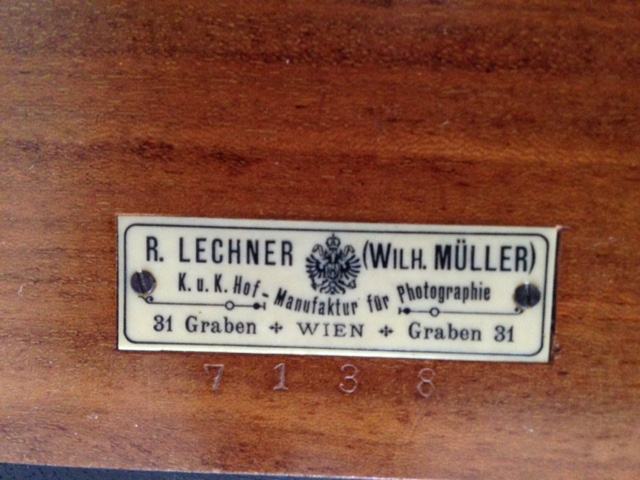 R. LECHNER (WILH. MÜLLER)
K. u. K. Hof-Manufaktur für Photographie
31 Graben ✢ WIEN ✢ Graben 31
7138